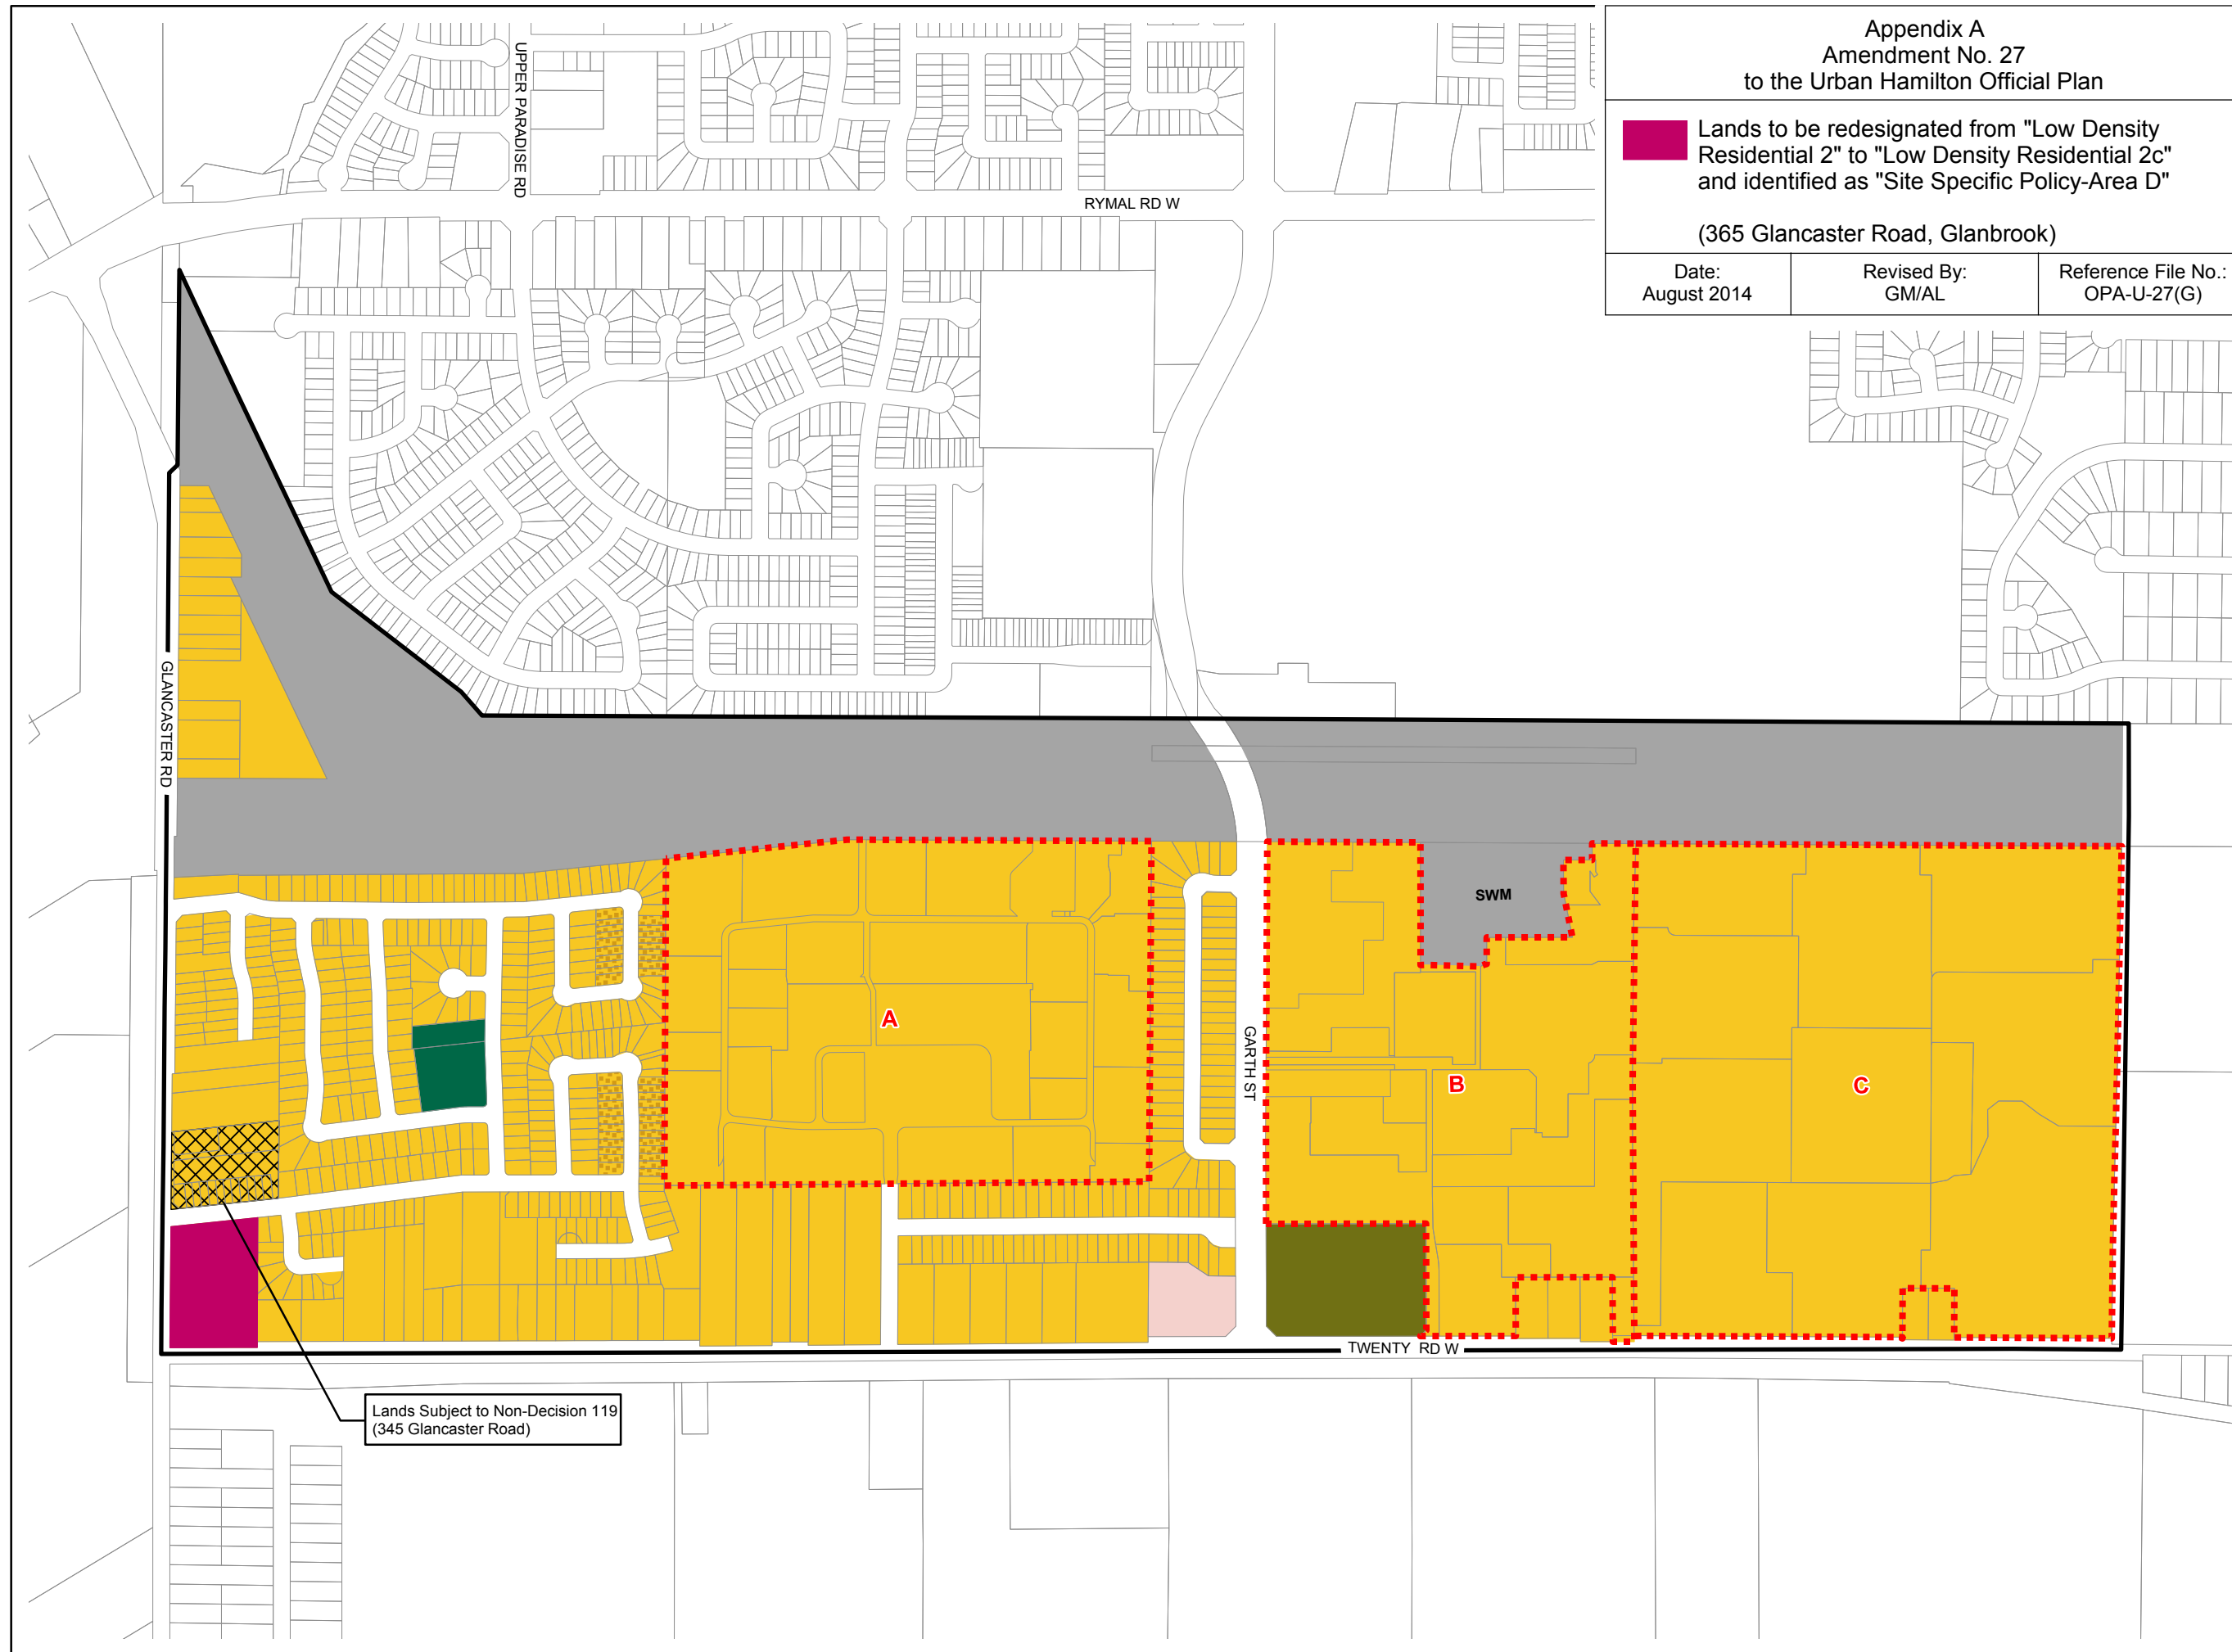 Appendix A
Amendment No. 27
to the Urban Hamilton Official Plan
Lands to be redesignated from "Low Density
Residential 2" to "Low Density Residential 2c"
and identified as "Site Specific Policy-Area D"
(365 Glancaster Road, Glanbrook)
Date:
August 2014
Revised By:
GM/AL
Reference File No.:
OPA-U-27(G)
UPPER PARADISE RD
RYMAL RD W
GLANCASTER RD
SWM
A
GARTH ST
B
C
TWENTY RD W
Lands Subject to Non-Decision 119
(345 Glancaster Road)